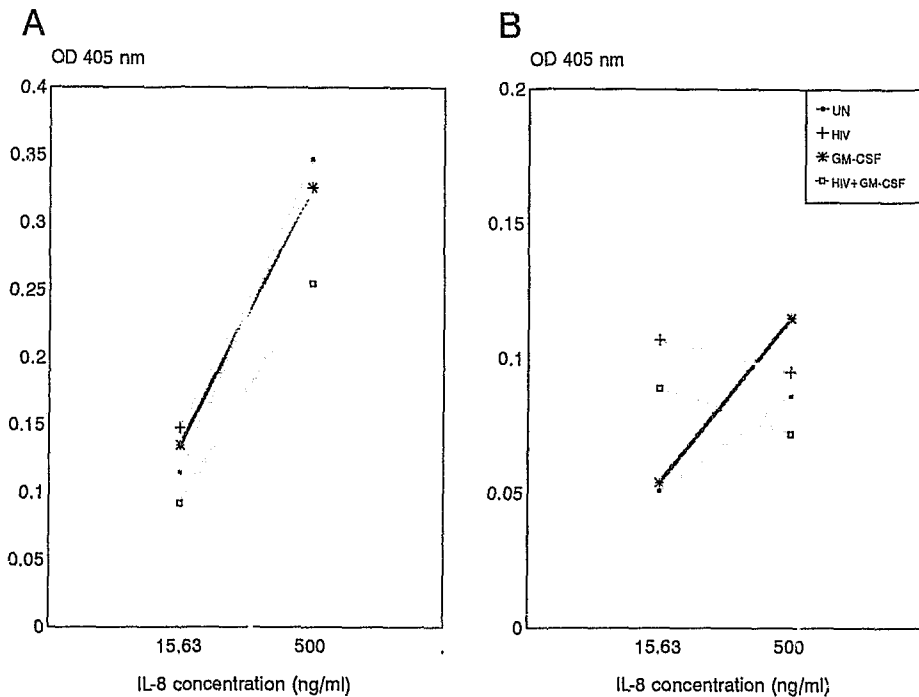 A
OD 405 nm
0.4
0.35
0.3
0.25
0.2
0.15
0.1
0.05
0
15.63
500
IL-8 concentration (ng/ml)
B
OD 405 nm
0.2
0.15
0.1
0.05
0
UN
HIV
GM-CSF
HIV+GM-CSF
15.63
500
IL-8 concentration (ng/ml)